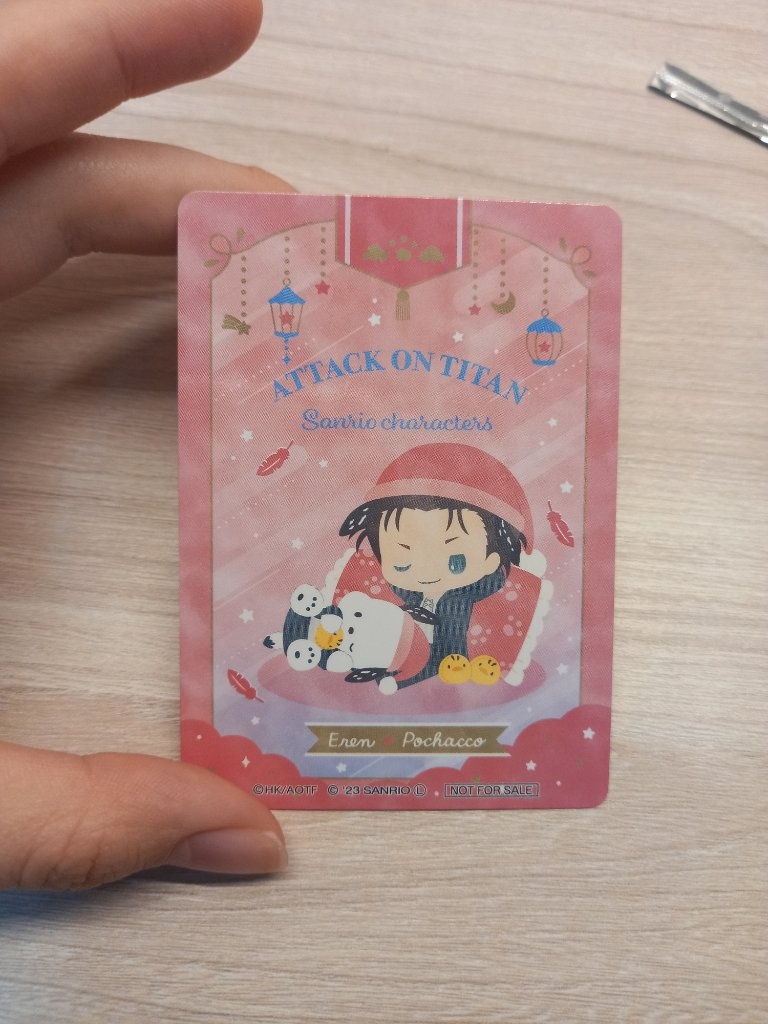 ATTACK ON TITAN
Sanrio characters
Eren Pochacco
©HK/AOTF © '23 SANRIO Ⓛ NOT FOR SALE